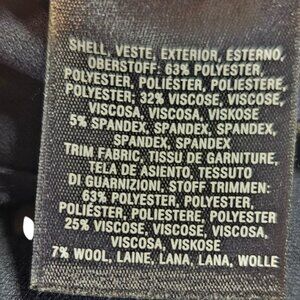 SHELL, VESTE, EXTERIOR, ESTERNO,
OBERSTOFF: 63% POLYESTER,
POLYESTER, POLIÉSTER, POLIESTERE,
POLYESTER; 32% VISCOSE, VISCOSE,
VISCOSA, VISCOSA, VISKOSE
5% SPANDEX, SPANDEX, SPANDEX,
SPANDEX, SPANDEX
TRIM FABRIC, TISSU DE GARNITURE,
TELA DE ASIENTO, TESSUTO
DI GUARNIZIONI, STOFF TRIMMEN:
63% POLYESTER, POLYESTER,
POLIÉSTER, POLIESTERE, POLYESTER
25% VISCOSE, VISCOSE, VISCOSA,
VISCOSA, VISKOSE
7% WOOL, LAINE, LANA, LANA, WOLLE